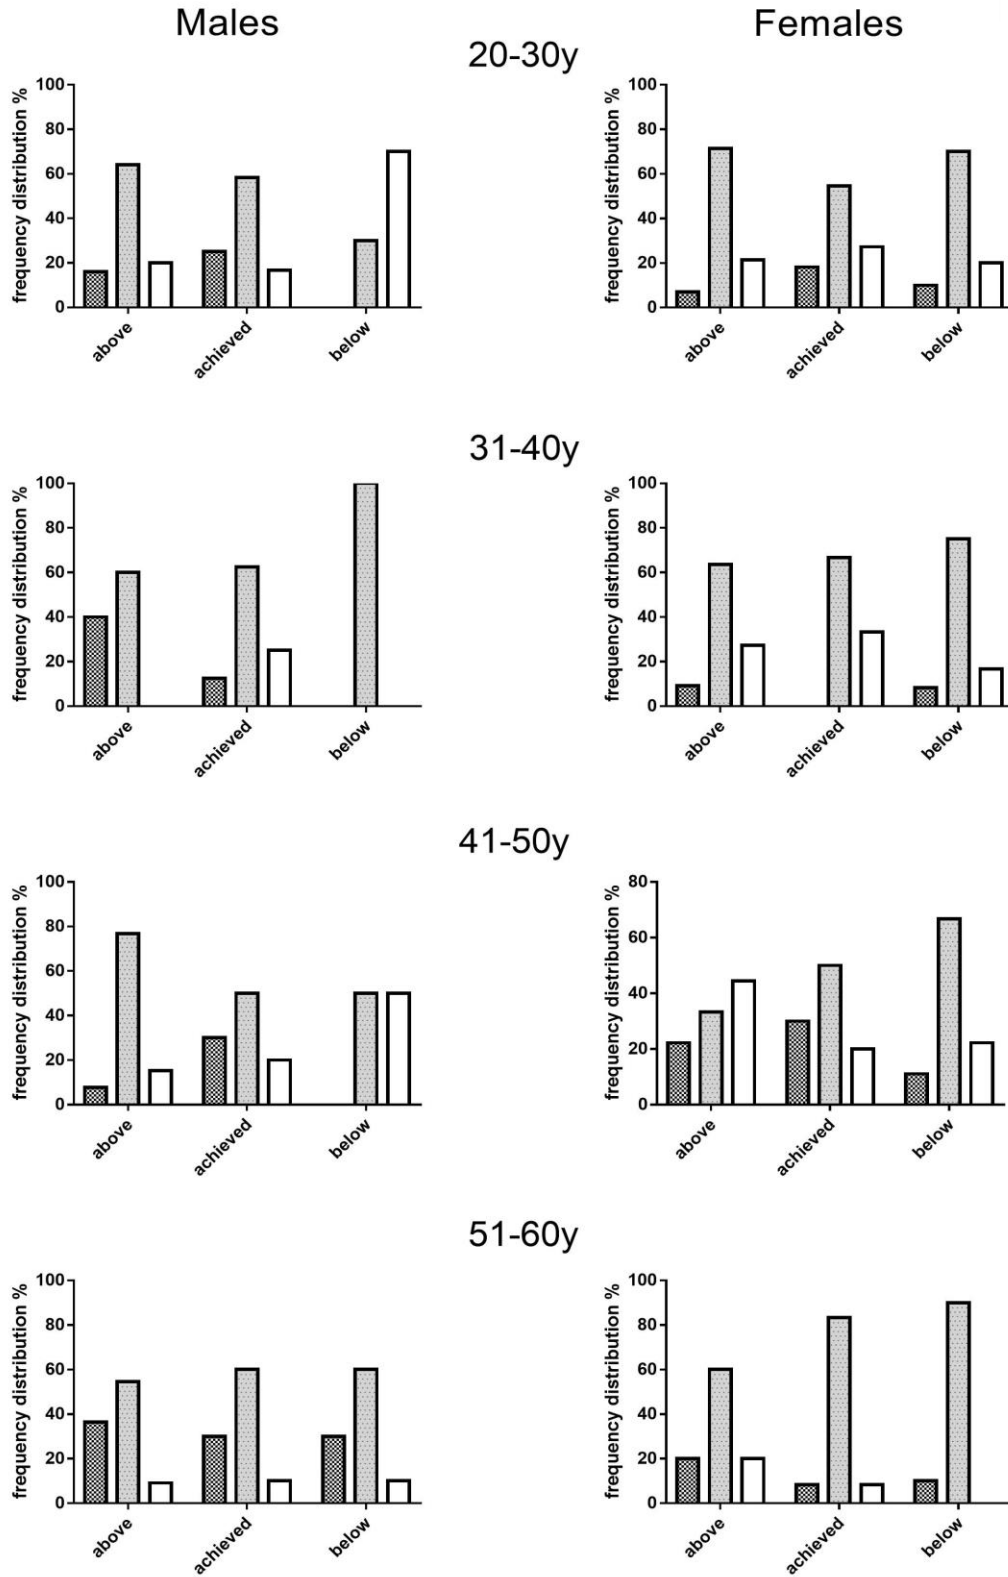 Males
Females
20-30y
frequency distribution %
100
80
60
40
20
0
above
achieved
below
frequency distribution %
100
80
60
40
20
0
above
achieved
below
31-40y
frequency distribution %
100
80
60
40
20
0
above
achieved
below
frequency distribution %
100
80
60
40
20
0
above
achieved
below
41-50y
frequency distribution %
100
80
60
40
20
0
above
achieved
below
frequency distribution %
80
60
40
20
0
above
achieved
below
51-60y
frequency distribution %
100
80
60
40
20
0
above
achieved
below
frequency distribution %
100
80
60
40
20
0
above
achieved
below